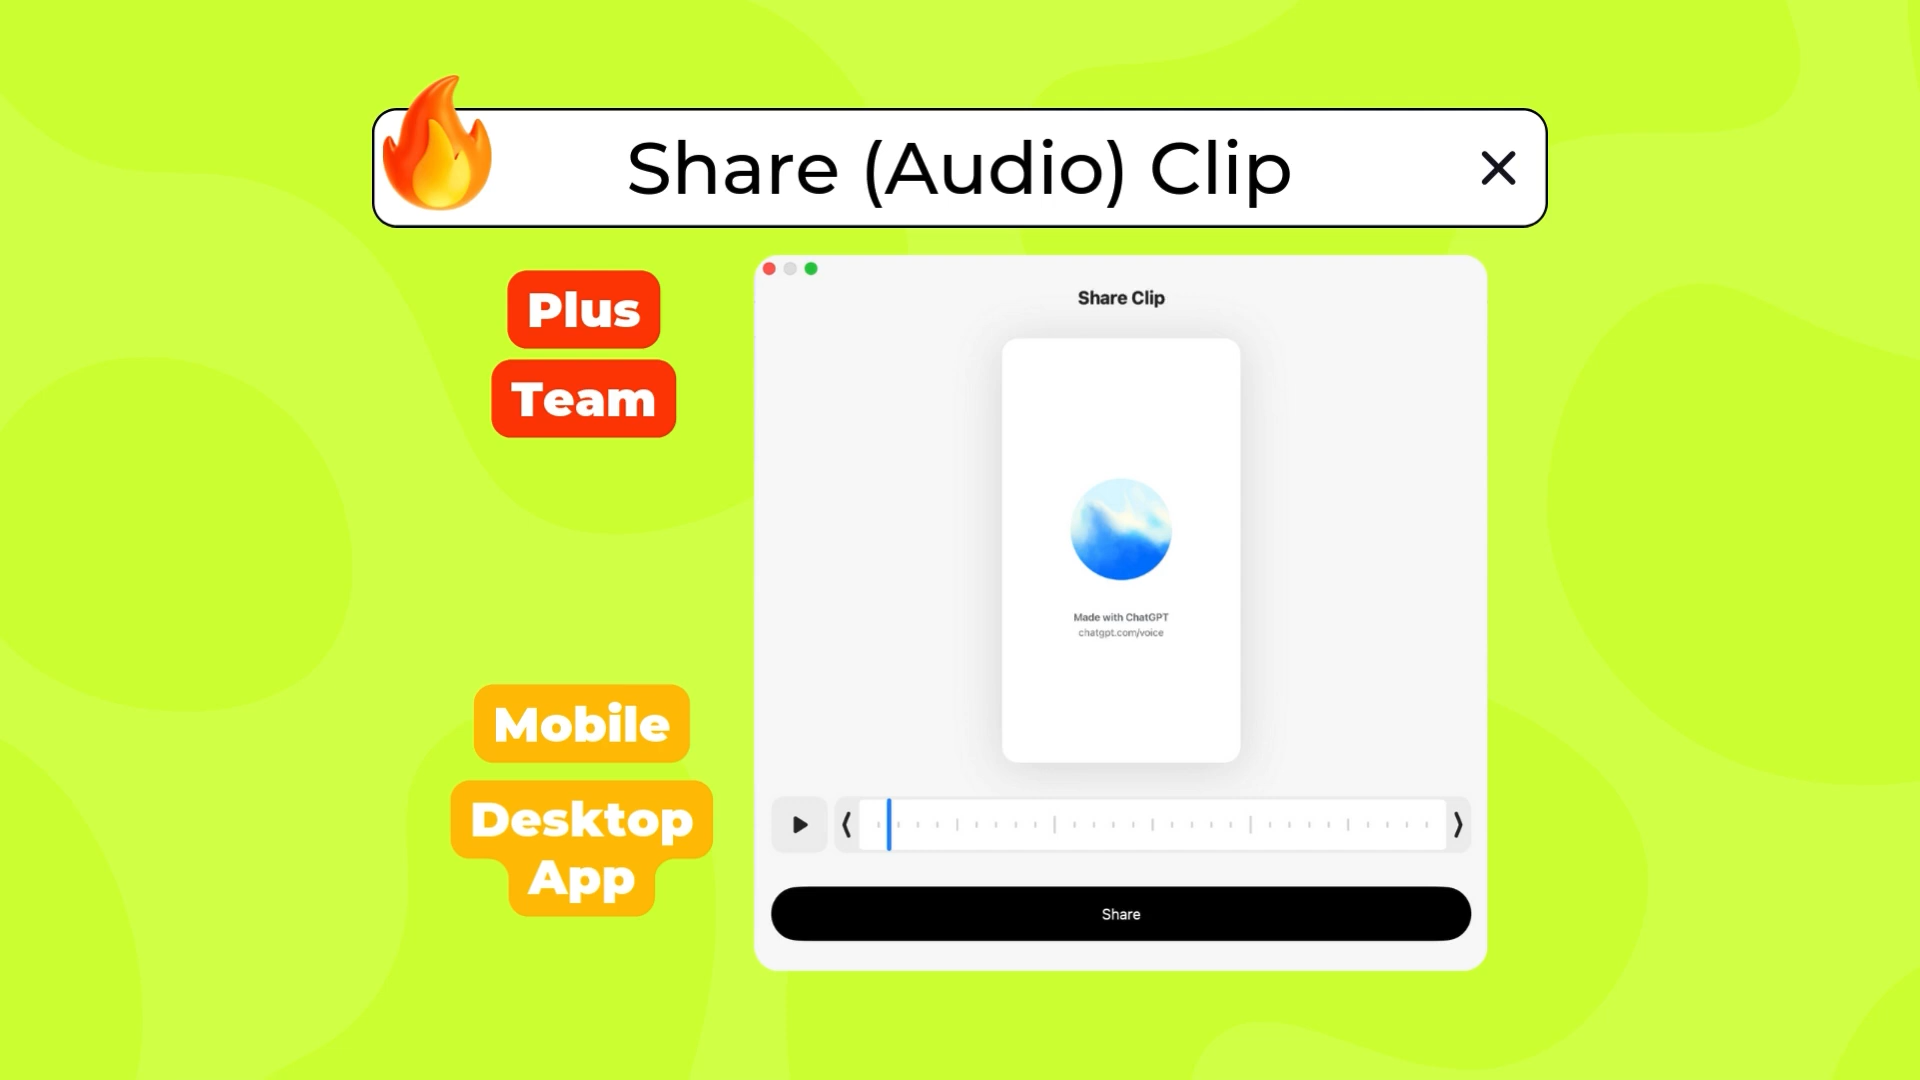 Share (Audio) Clip
Plus
Team
Mobile
Desktop
App
Share Clip
Made with ChatGPT
chatgpt.com/voice
Share